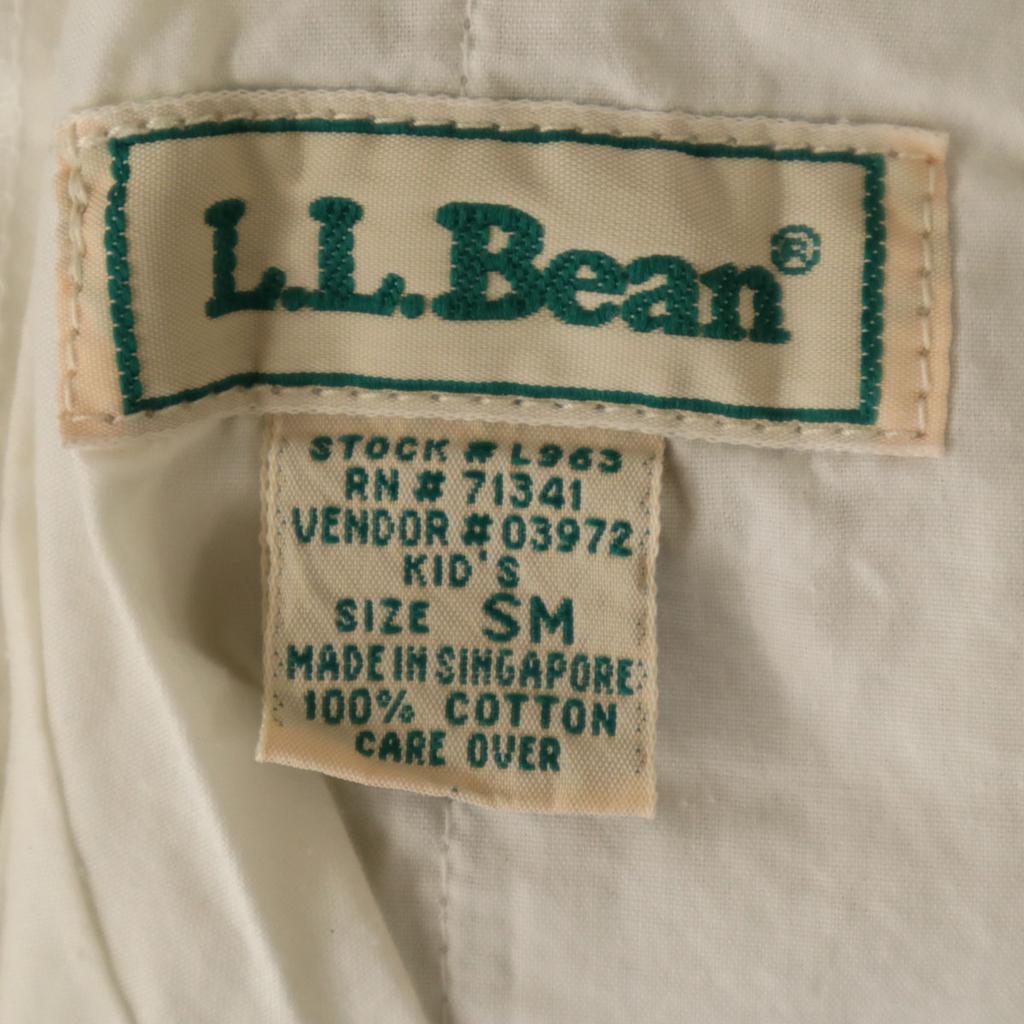 L.L.Bean®
STOCK # L963
RN # 71341
VENDOR # 03972
KID'S
SIZE SM
MADE IN SINGAPORE
100% COTTON
CARE OVER